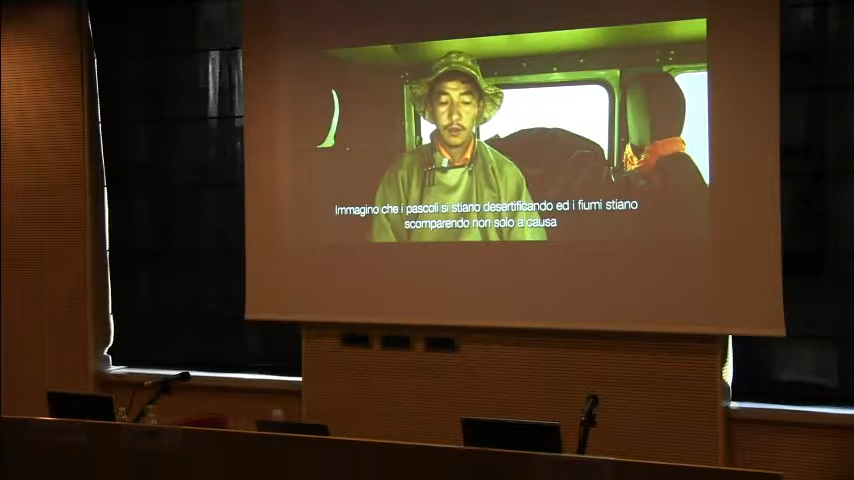 Immagino che i pascoli si stiano desertificando ed i fiumi stiano
scomparendo non solo a causa